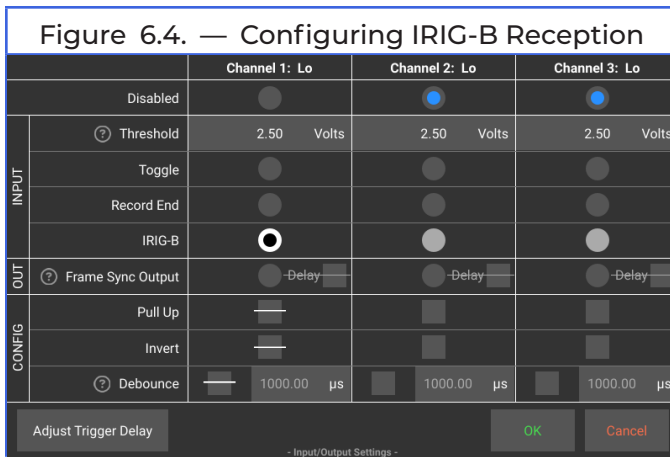 Figure 6.4. — Configuring IRIG-B Reception
Channel 1: Lo Channel 2: Lo Channel 3: Lo
Disabled
INPUT
? Threshold 2.50 Volts 2.50 Volts 2.50 Volts
Toggle
Record End
IRIG-B
OUT
? Frame Sync Output Delay Delay Delay
CONFIG
Pull Up
Invert
? Debounce 1000.00 µs 1000.00 µs 1000.00 µs
Adjust Trigger Delay OK Cancel
- Input/Output Settings -